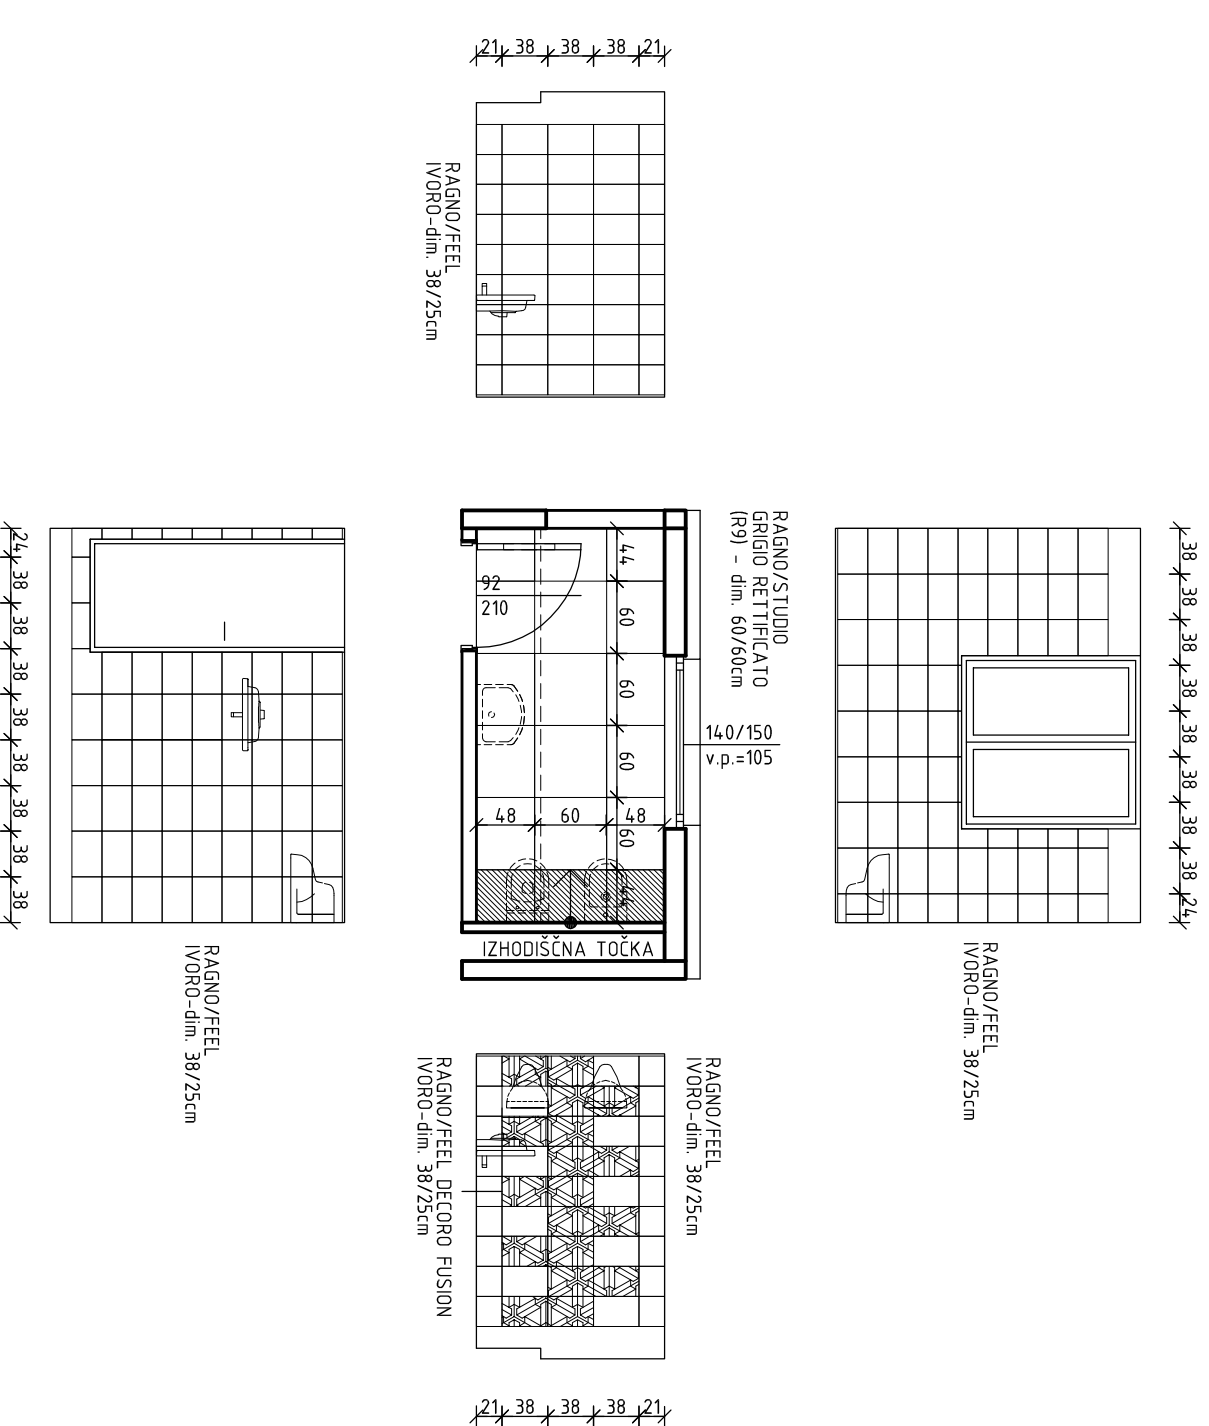 21 38 38 38 21
RAGNO/FEEL
IVORO-dim. 38/25cm
RAGNO/STUDIO
GRIGIO RETTIFICATO
(R9) - dim. 60/60cm
24 38 38 38 38 38 38 38 38
38 38 38 38 38 38 38 38 24
44 60 60 60 60 44
92
210
140/150
v.p.=105
48 60 48
IZHODIŠČNA TOČKA
RAGNO/FEEL
IVORO-dim. 38/25cm
RAGNO/FEEL
IVORO-dim. 38/25cm
RAGNO/FEEL DECORO FUSION
IVORO-dim. 38/25cm
RAGNO/FEEL
IVORO-dim. 38/25cm
21 38 38 38 21